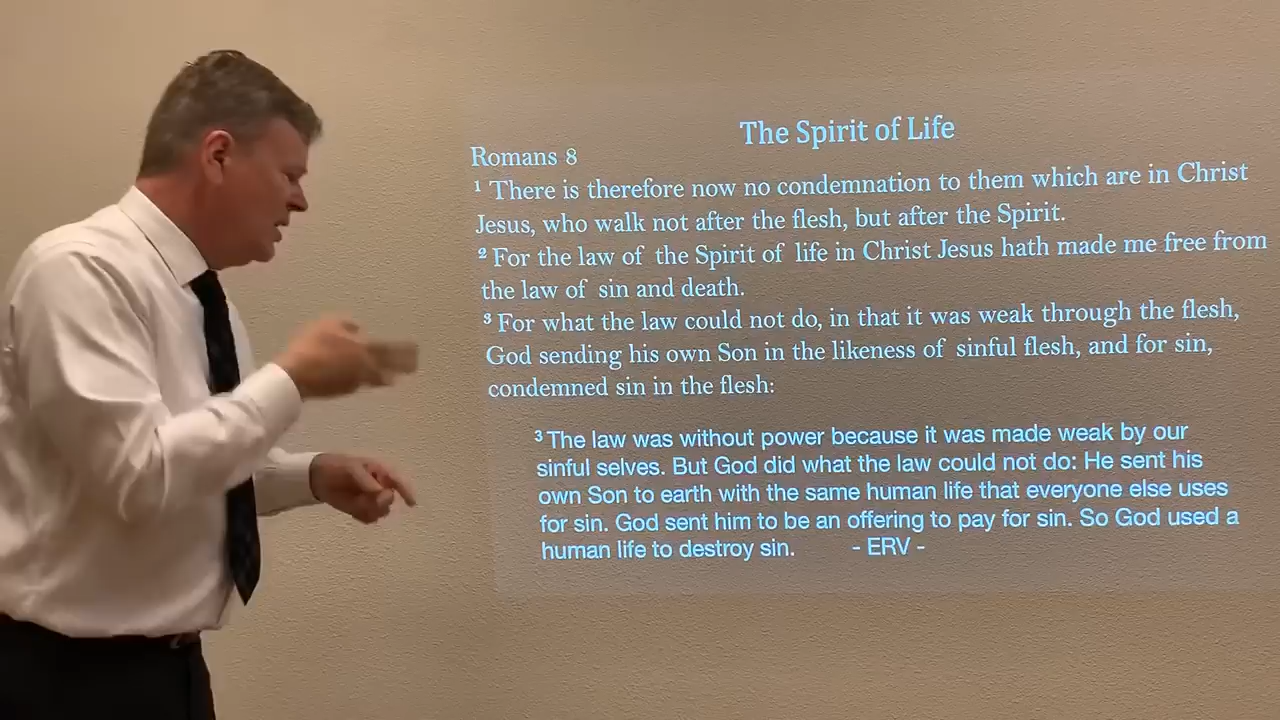 The Spirit of Life
Romans 8
¹ There is therefore now no condemnation to them which are in Christ
Jesus, who walk not after the flesh, but after the Spirit.
² For the law of the Spirit of life in Christ Jesus hath made me free from
the law of sin and death.
³ For what the law could not do, in that it was weak through the flesh,
God sending his own Son in the likeness of sinful flesh, and for sin,
condemned sin in the flesh:
³ The law was without power because it was made weak by our
sinful selves. But God did what the law could not do: He sent his
own Son to earth with the same human life that everyone else uses
for sin. God sent him to be an offering to pay for sin. So God used a
human life to destroy sin. - ERV -